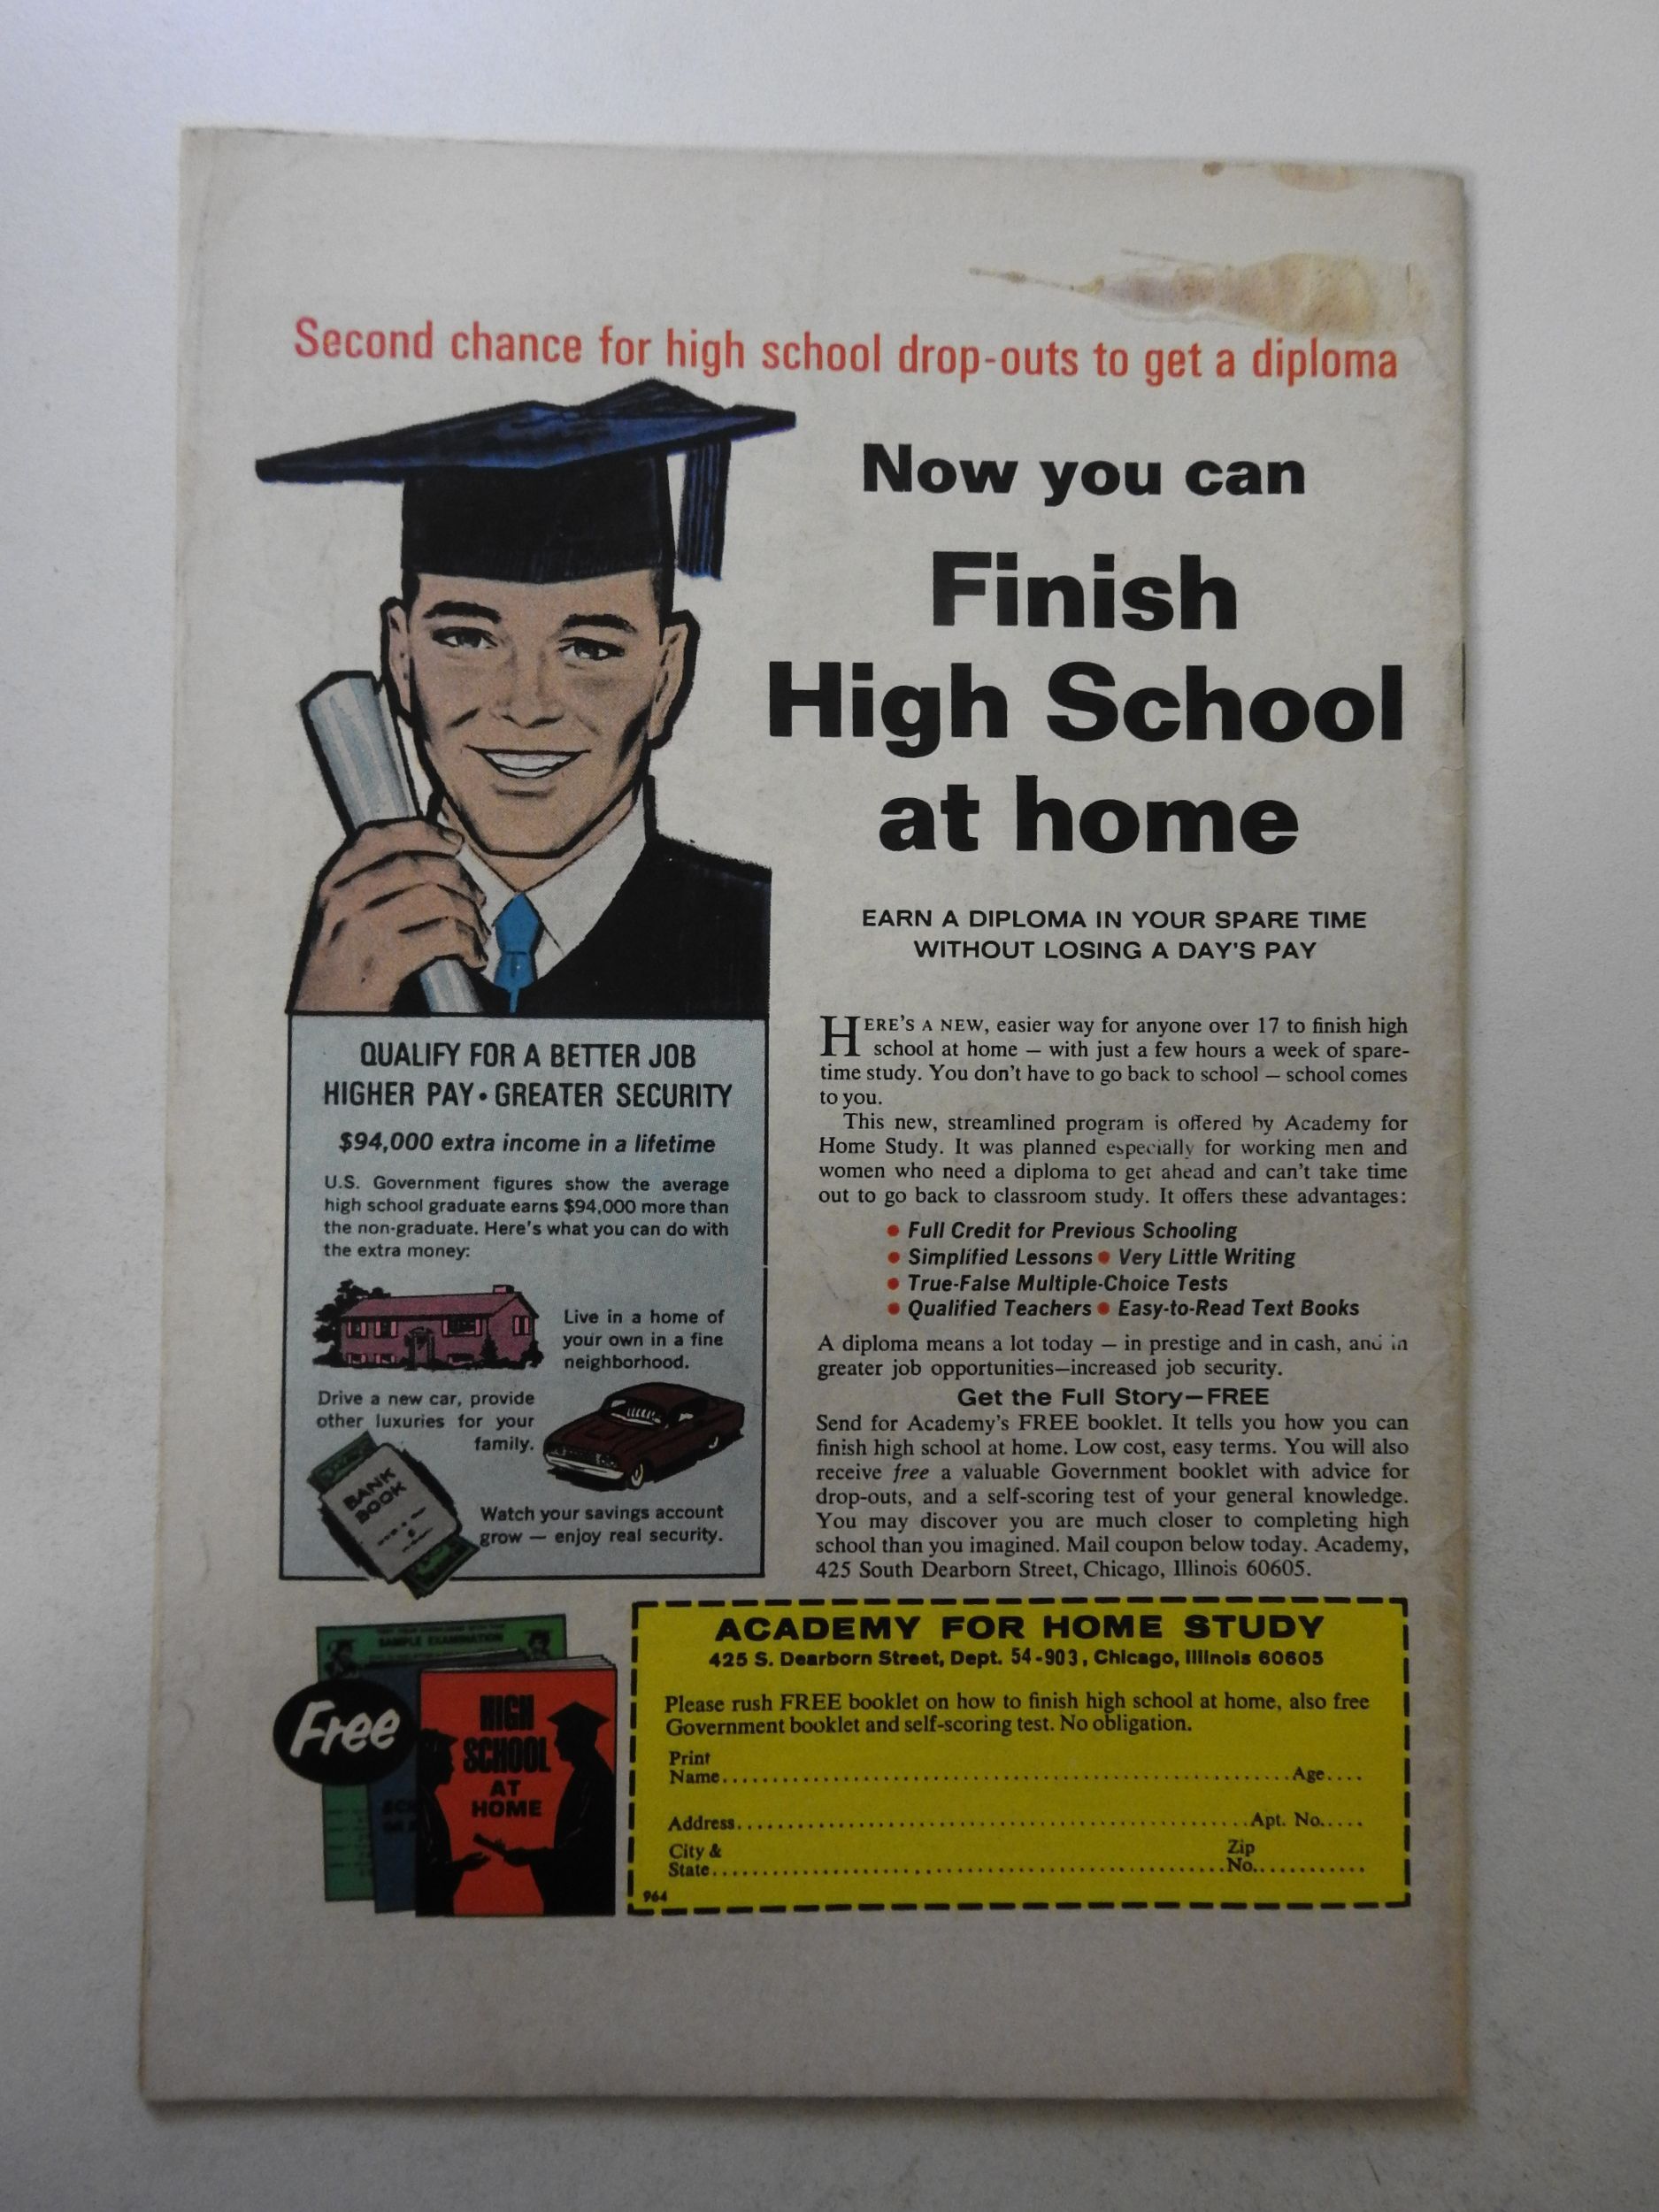 Second chance for high school drop-outs to get a diploma
Now you can
Finish
High School
at home
EARN A DIPLOMA IN YOUR SPARE TIME
WITHOUT LOSING A DAY'S PAY
HERE'S A NEW, easier way for anyone over 17 to finish high
school at home — with just a few hours a week of spare-
time study. You don't have to go back to school — school comes
to you.
This new, streamlined program is offered by Academy for
Home Study. It was planned especially for working men and
women who need a diploma to get ahead and can't take time
out to go back to classroom study. It offers these advantages:
• Full Credit for Previous Schooling
• Simplified Lessons • Very Little Writing
• True-False Multiple-Choice Tests
• Qualified Teachers • Easy-to-Read Text Books
A diploma means a lot today — in prestige and in cash, and in
greater job opportunities—increased job security.
Get the Full Story—FREE
Send for Academy's FREE booklet. It tells you how you can
finish high school at home. Low cost, easy terms. You will also
receive free a valuable Government booklet with advice for
drop-outs, and a self-scoring test of your general knowledge.
You may discover you are much closer to completing high
school than you imagined. Mail coupon below today. Academy,
425 South Dearborn Street, Chicago, Illinois 60605.
QUALIFY FOR A BETTER JOB
HIGHER PAY • GREATER SECURITY
$94,000 extra income in a lifetime
U.S. Government figures show the average
high school graduate earns $94,000 more than
the non-graduate. Here's what you can do with
the extra money:
Live in a home of
your own in a fine
neighborhood.
Drive a new car, provide
other luxuries for your
family.
BANK
BOOK
Watch your savings account
grow — enjoy real security.
SAMPLE EXAMINATION
Free
HIGH
SCHOOL
AT
HOME
ACADEMY FOR HOME STUDY
425 S. Dearborn Street, Dept. 54-903, Chicago, Illinois 60605
Please rush FREE booklet on how to finish high school at home, also free
Government booklet and self-scoring test. No obligation.
Print
Name.......................................................Age....
Address..................................................Apt. No.....
City &
State..................................................
Zip
No............
964